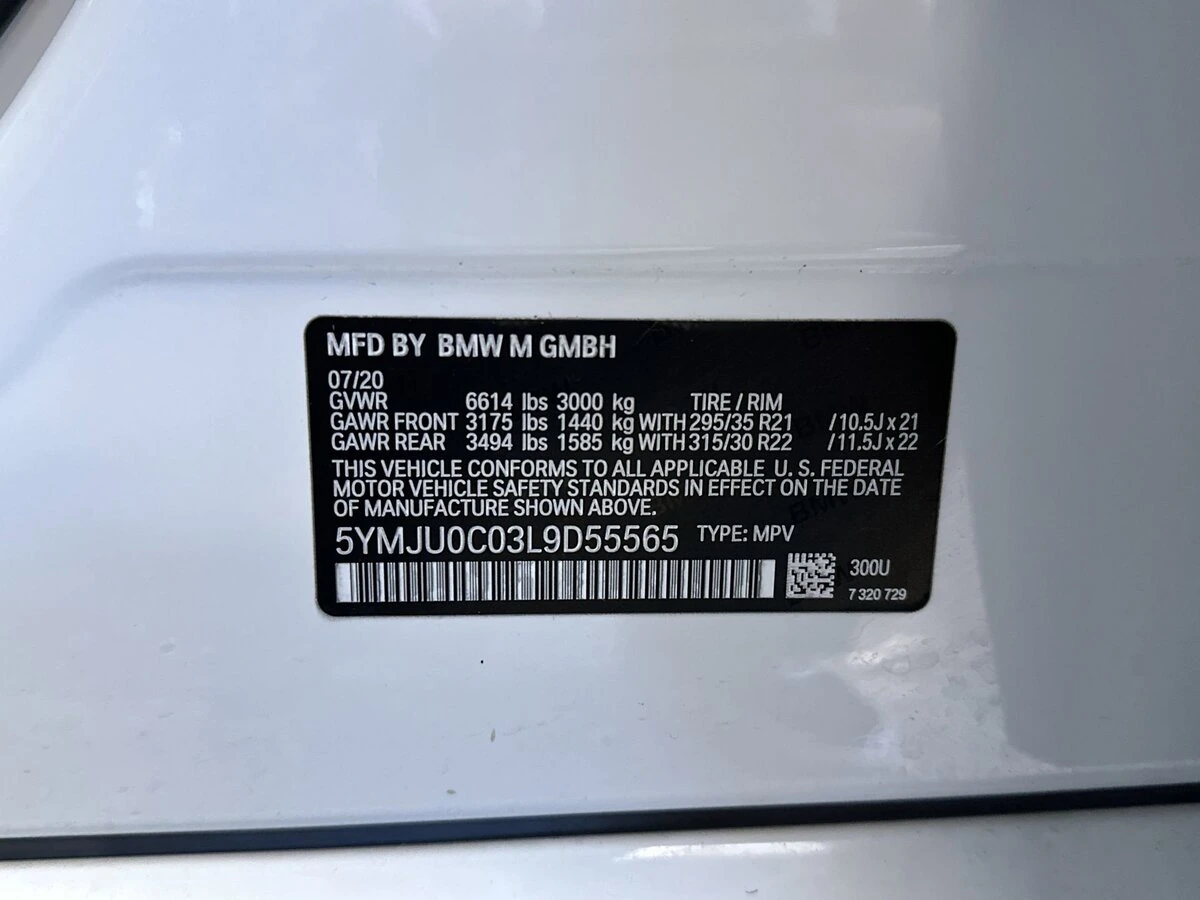 MFD BY BMW M GMBH
07/20
GVWR 6614 lbs 3000 kg TIRE / RIM
GAWR FRONT 3175 lbs 1440 kg WITH 295/35 R21 /10.5J x 21
GAWR REAR 3494 lbs 1585 kg WITH 315/30 R22 /11.5J x 22
THIS VEHICLE CONFORMS TO ALL APPLICABLE U. S. FEDERAL
MOTOR VEHICLE SAFETY STANDARDS IN EFFECT ON THE DATE
OF MANUFACTURE SHOWN ABOVE.
5YMJU0C03L9D55565 TYPE: MPV
300U
7 320 729